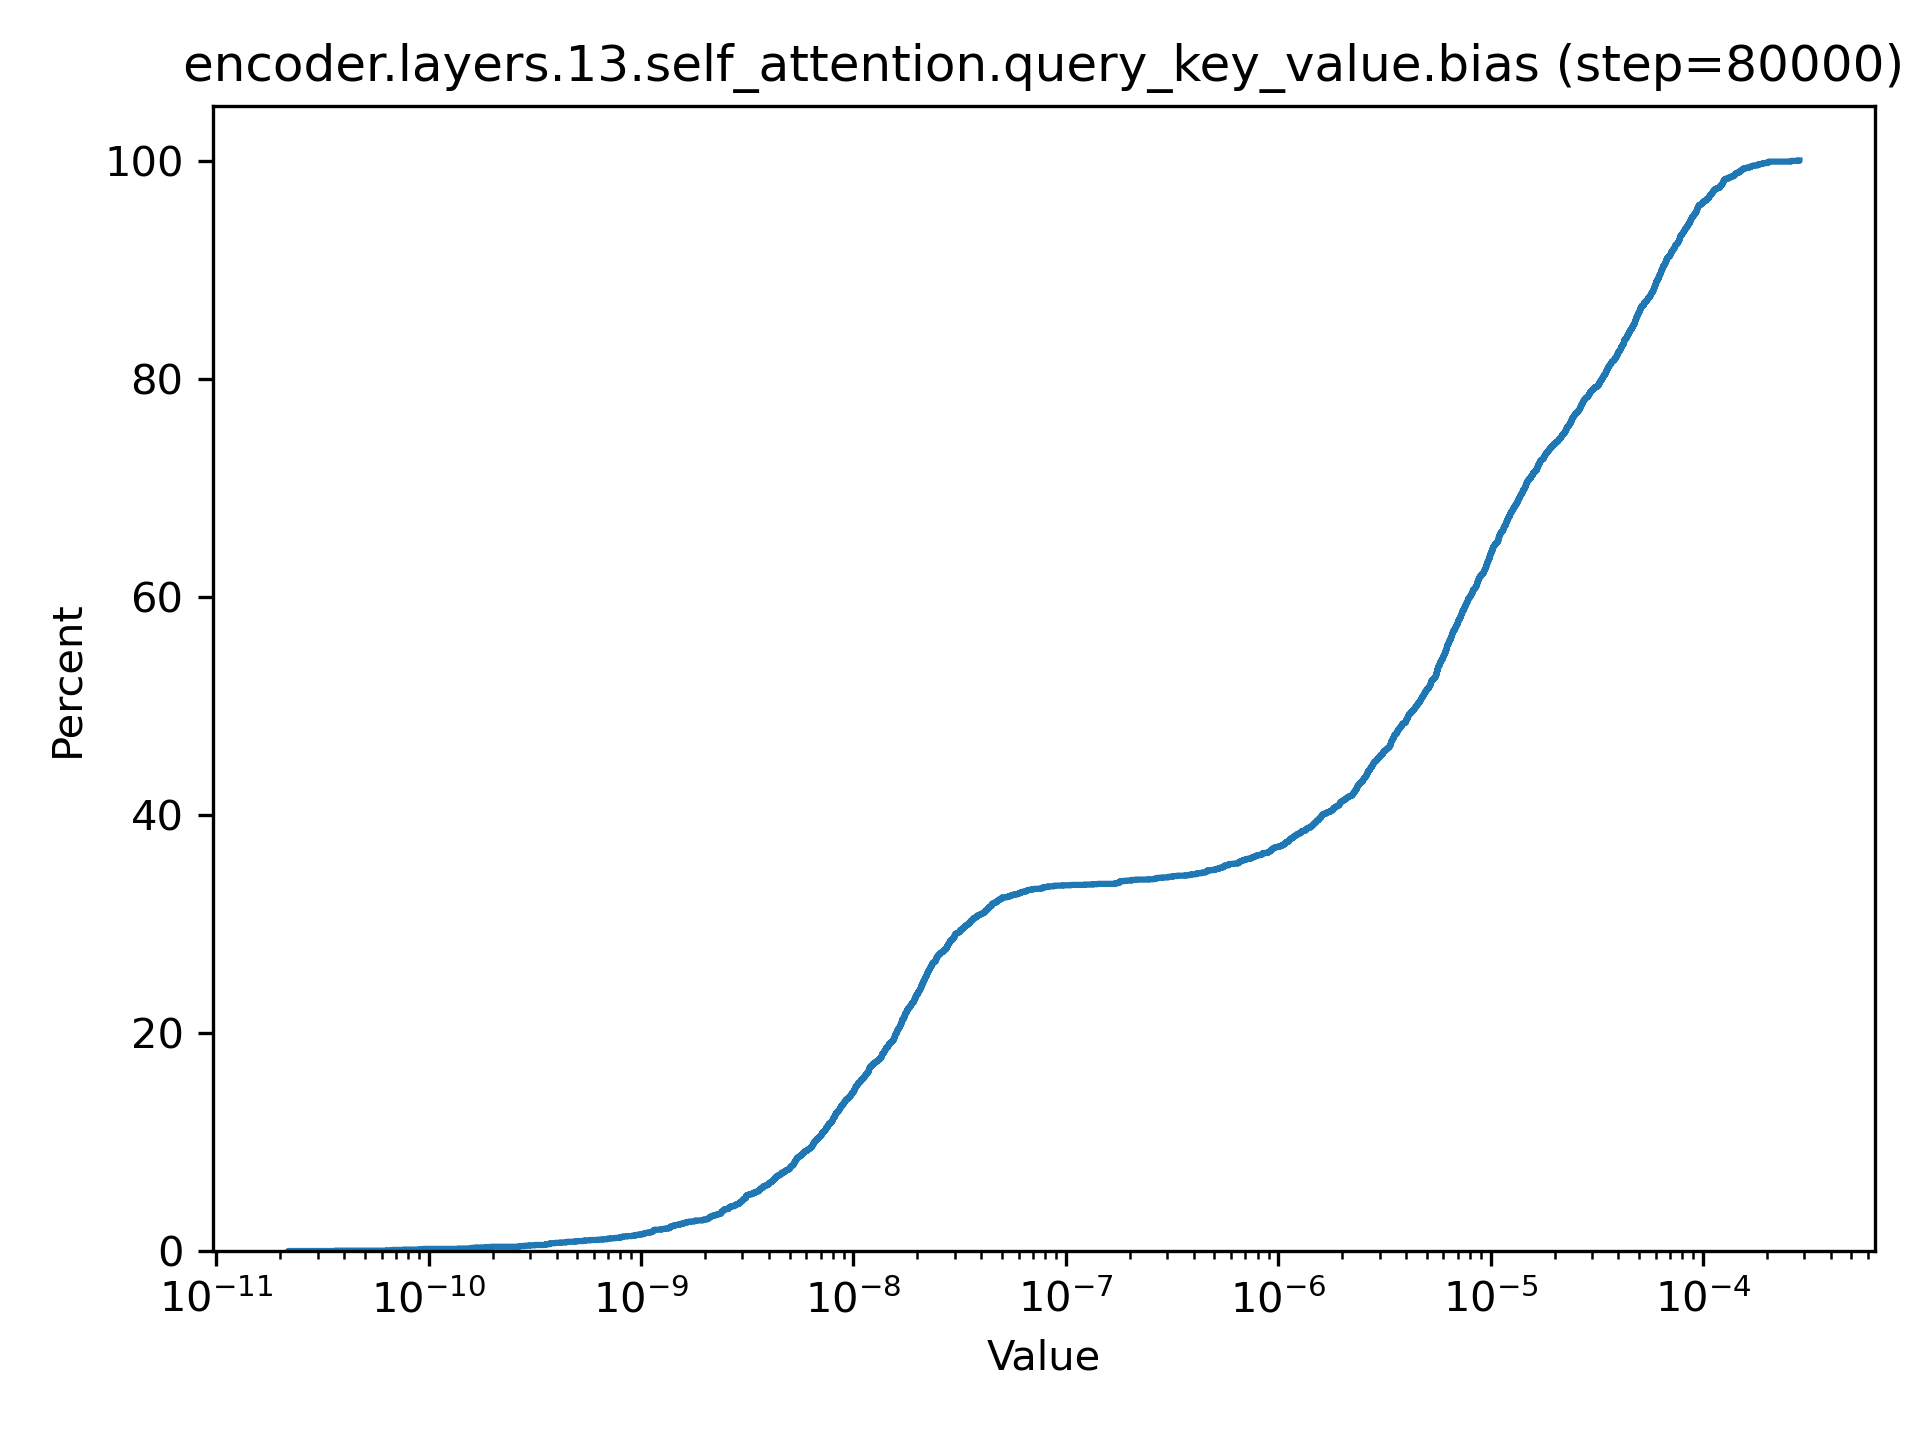 encoder.layers.13.self_attention.query_key_value.bias (step=80000)
100
80
60
40
20
0
Percent
10⁻¹¹ 10⁻¹⁰ 10⁻⁹ 10⁻⁸ 10⁻⁷ 10⁻⁶ 10⁻⁵ 10⁻⁴
Value